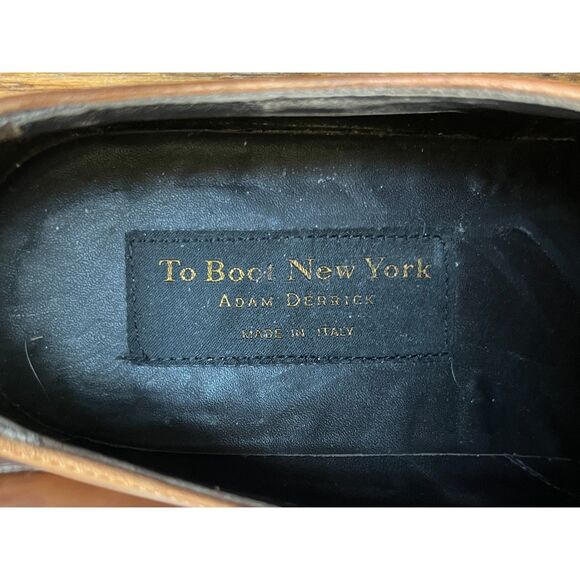 To Boot New York
Adam Derrick
Made in Italy